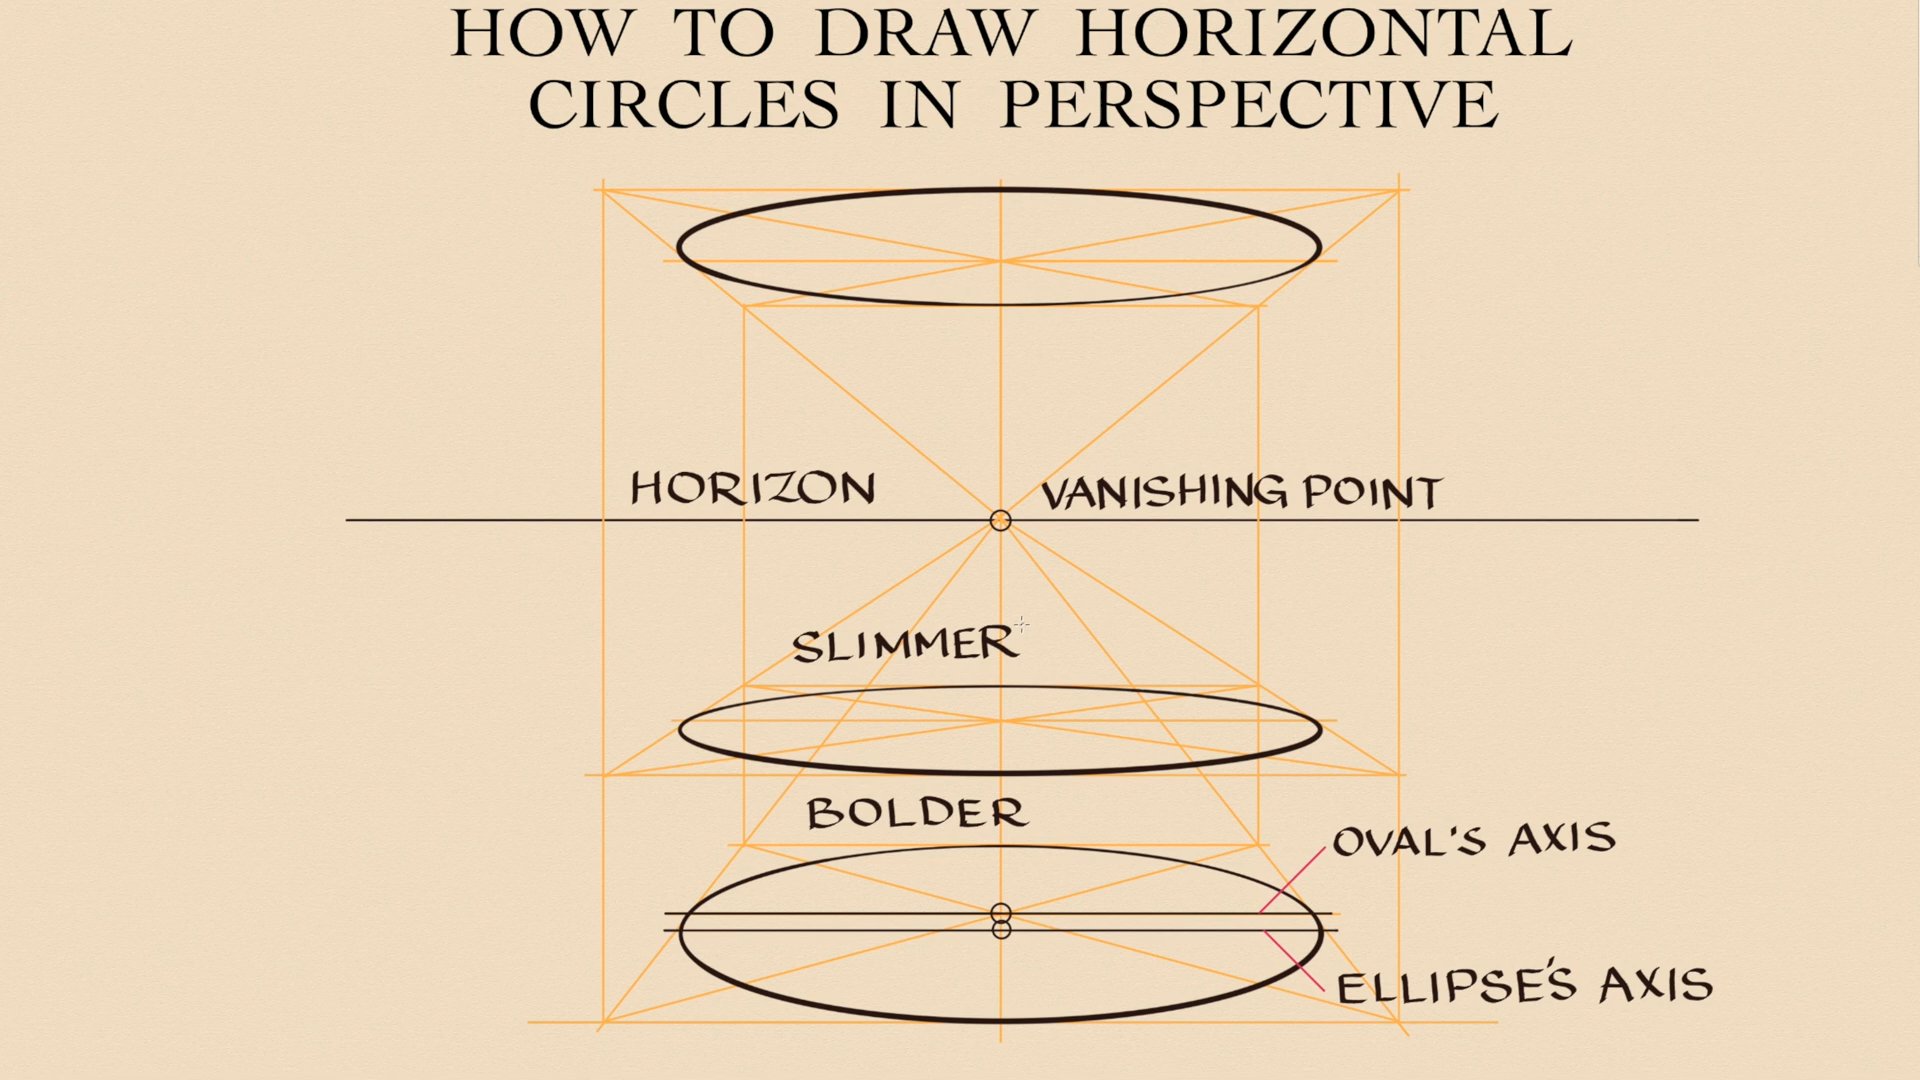 HOW TO DRAW HORIZONTAL
CIRCLES IN PERSPECTIVE
HORIZON
VANISHING POINT
SLIMMER
BOLDER
OVAL'S AXIS
ELLIPSE'S AXIS